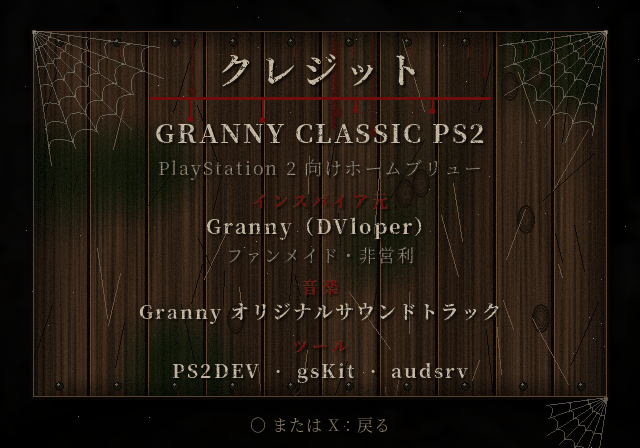 クレジット
GRANNY CLASSIC PS2
PlayStation 2 向けホームブリュー
インスパイア元
Granny (DVloper)
ファンメイド・非営利
音楽
Granny オリジナルサウンドトラック
ツール
PS2DEV · gsKit · audsrv
○ または X : 戻る